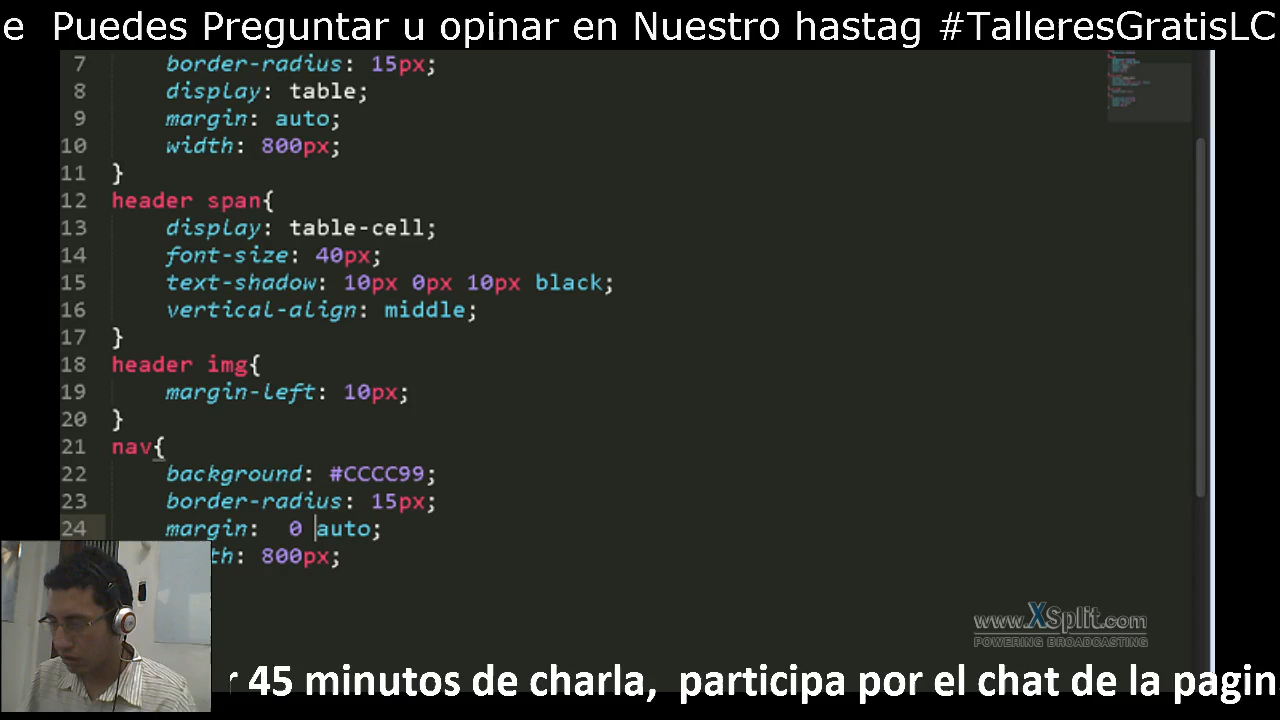 e Puedes Preguntar u opinar en Nuestro hastag #TalleresGratisLC
7 border-radius: 15px;
8 display: table;
9 margin: auto;
10 width: 800px;
11 }
12 header span{
13 display: table-cell;
14 font-size: 40px;
15 text-shadow: 10px 0px 10px black;
16 vertical-align: middle;
17 }
18 header img{
19 margin-left: 10px;
20 }
21 nav{
22 background: #CCCC99;
23 border-radius: 15px;
24 margin: 0 auto;
th: 800px;
www.XSplit.com
POWERING BROADCASTING
r 45 minutos de charla, participa por el chat de la pagin